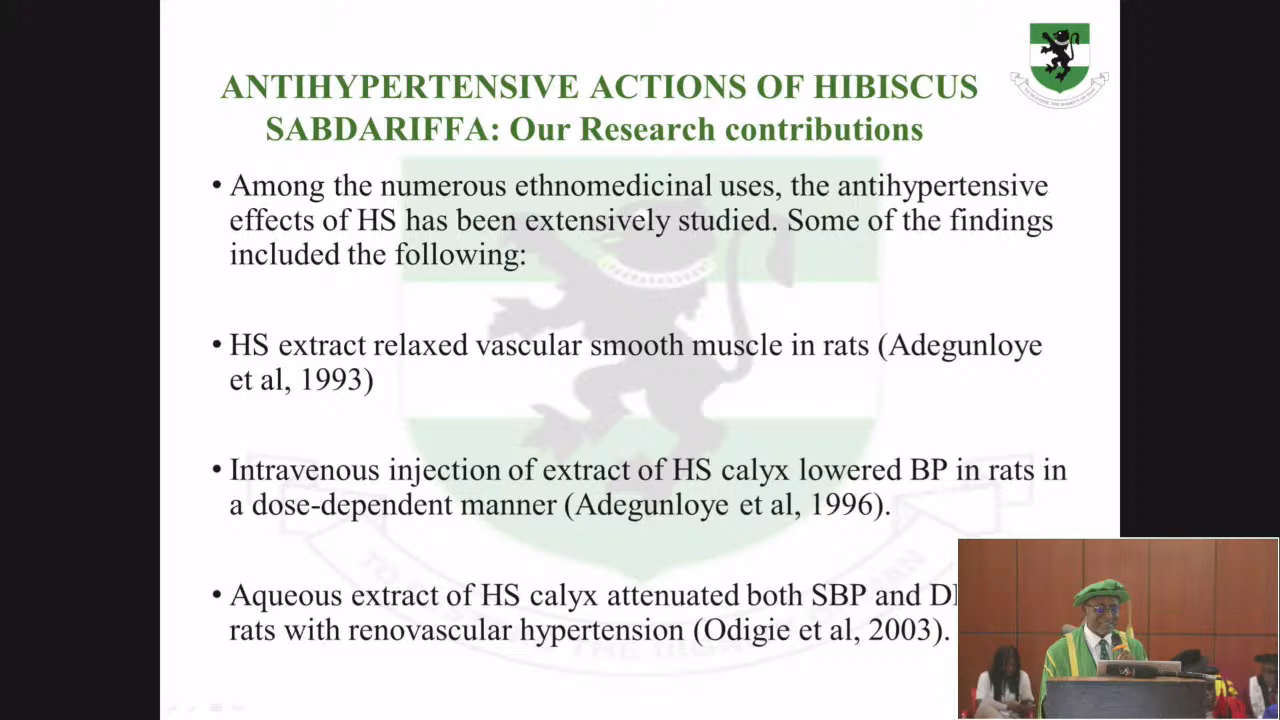 ANTIHYPERTENSIVE ACTIONS OF HIBISCUS
SABDARIFFA: Our Research contributions
• Among the numerous ethnomedicinal uses, the antihypertensive
effects of HS has been extensively studied. Some of the findings
included the following:
• HS extract relaxed vascular smooth muscle in rats (Adegunloye
et al, 1993)
• Intravenous injection of extract of HS calyx lowered BP in rats in
a dose-dependent manner (Adegunloye et al, 1996).
• Aqueous extract of HS calyx attenuated both SBP and
rats with renovascular hypertension (Odigie et al, 2003).